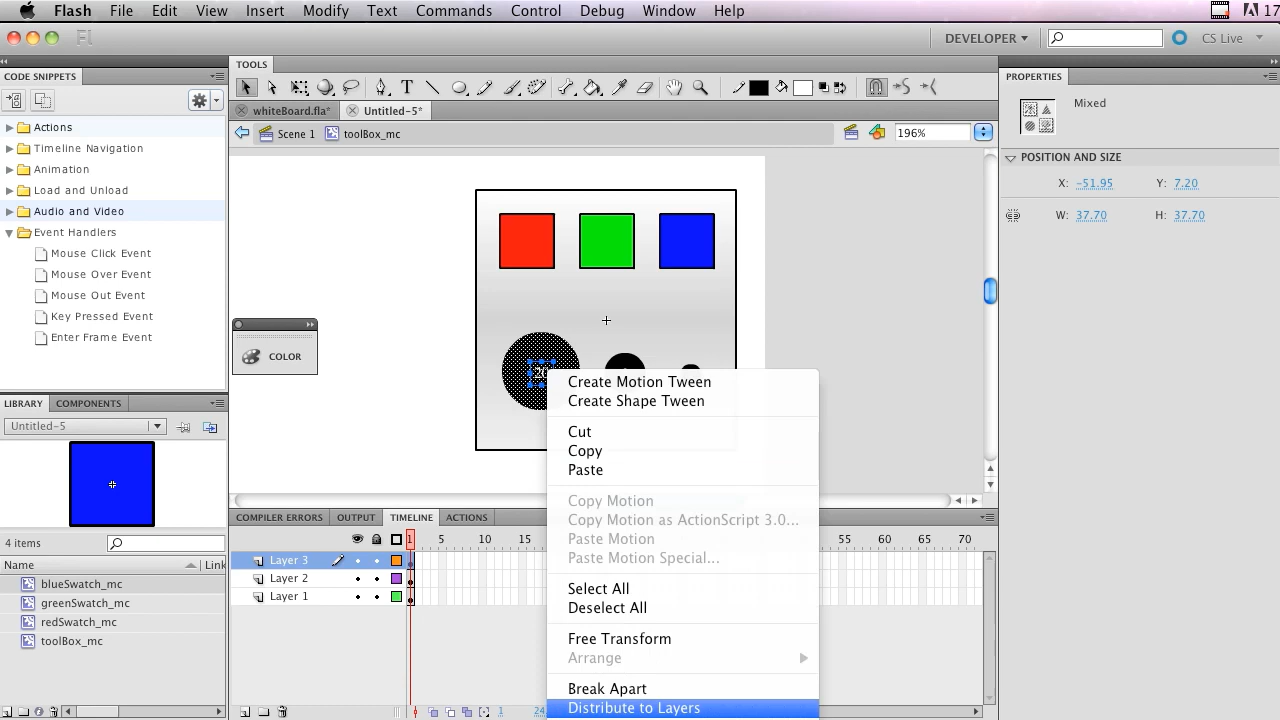 Flash File Edit View Insert Modify Text Commands Control Debug Window Help 17
Fl DEVELOPER CS Live
CODE SNIPPETS
Actions
Timeline Navigation
Animation
Load and Unload
Audio and Video
Event Handlers
Mouse Click Event
Mouse Over Event
Mouse Out Event
Key Pressed Event
Enter Frame Event
LIBRARY COMPONENTS
Untitled-5
4 items
Name Link
blueSwatch_mc
greenSwatch_mc
redSwatch_mc
toolBox_mc
TOOLS
whiteBoard.fla* Untitled-5*
Scene 1 toolBox_mc 196%
COLOR
COMPILER ERRORS OUTPUT TIMELINE ACTIONS
1 5 10 15 55 60 65 70
Layer 3
Layer 2
Layer 1
1 24
Create Motion Tween
Create Shape Tween
Cut
Copy
Paste
Copy Motion
Copy Motion as ActionScript 3.0...
Paste Motion
Paste Motion Special...
Select All
Deselect All
Free Transform
Arrange
Break Apart
Distribute to Layers
PROPERTIES
Mixed
POSITION AND SIZE
X: -51.95 Y: 7.20
W: 37.70 H: 37.70